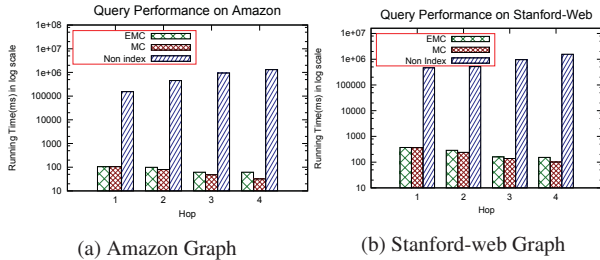 Query Performance on Amazon
1e+08
1e+07
1e+06
100000
10000
1000
100
10
Running Time(ms) in log scale
EMC
MC
Non index
1 2 3 4
Hop
(a) Amazon Graph
Query Performance on Stanford-Web
1e+07
1e+06
100000
10000
1000
100
10
Running Time(ms) in log scale
EMC
MC
Non Index
1 2 3 4
Hop
(b) Stanford-web Graph